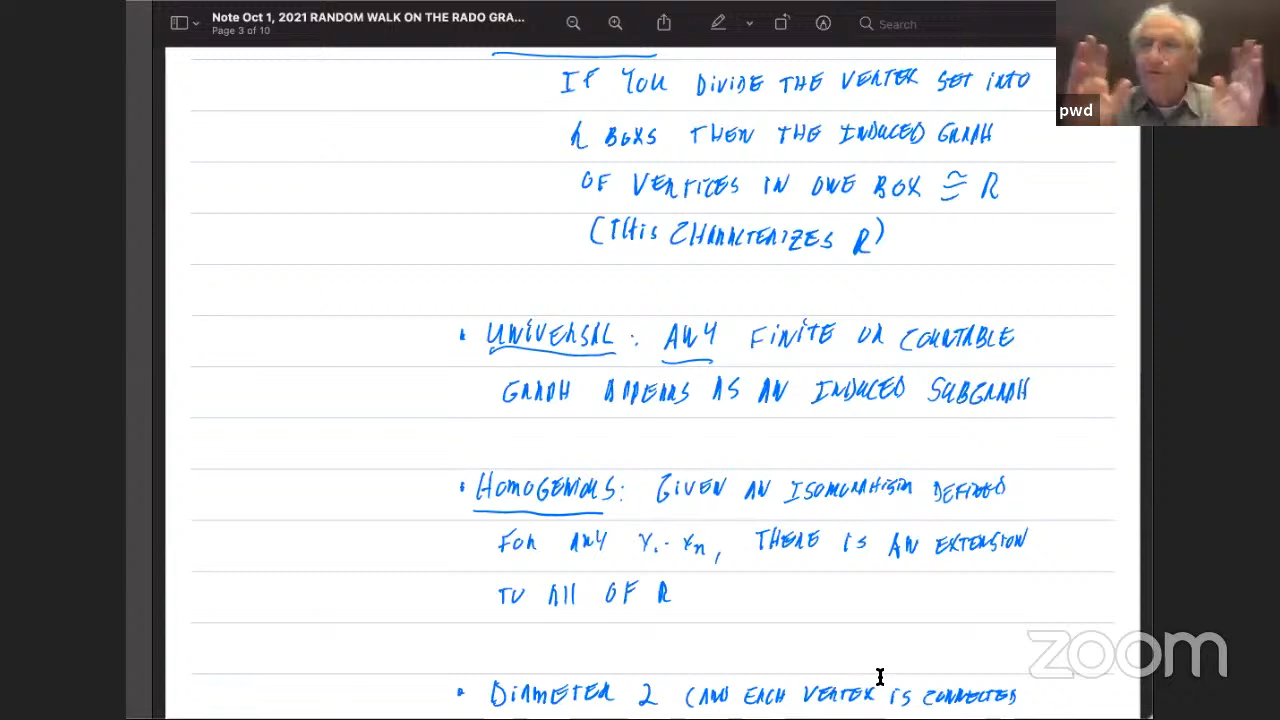 Note Oct 1, 2021 RANDOM WALK ON THE RADO GRA...
Page 3 of 10
Search
pwd
IF YOU DIVIDE THE VERTEX SET INTO
k BOXS THEN THE INDUCED GRAPH
OF VERTICES IN ONE BOX ≅ R
(THIS CHARACTERIZES R)
• UNIVERSAL: ANY FINITE OR COUNTABLE
GRAPH APPEARS AS AN INDUCED SUBGRAPH
• HOMOGENIOUS: GIVEN AN ISOMORPHISM DEFINED
FOR ANY X1..Xn, THERE IS AN EXTENSION
TO All OF R
zoom
• DIAMETER 2 (AND EACH VERTEX IS CONNECTED